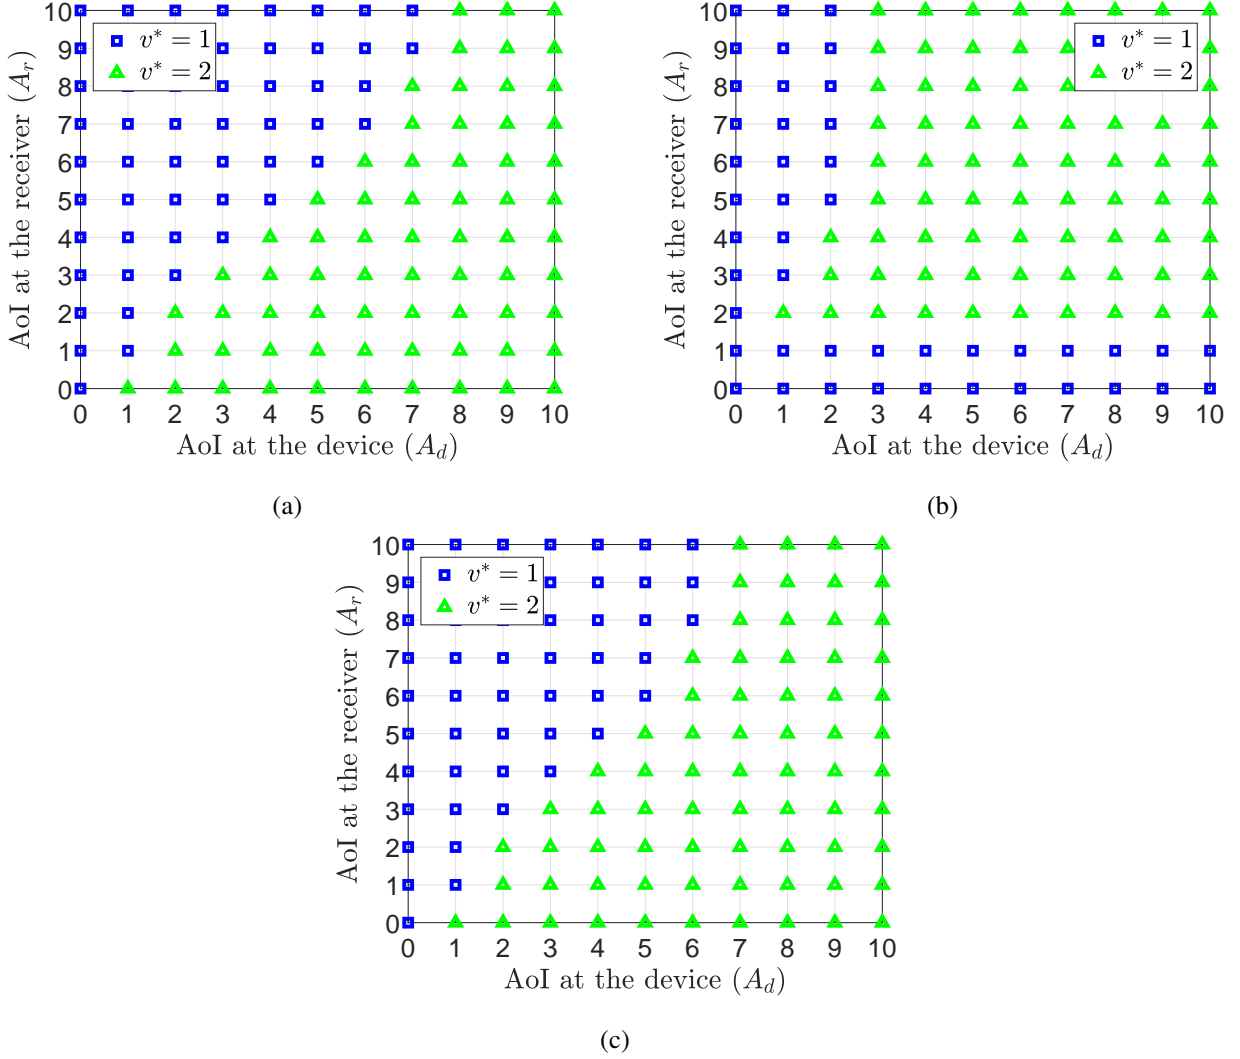 10
9
8
7
6
5
4
3
2
1
0
AoI at the receiver (A_r)
v* = 1
v* = 2
0 1 2 3 4 5 6 7 8 9 10
AoI at the device (A_d)
(a)
10
9
8
7
6
5
4
3
2
1
0
AoI at the receiver (A_r)
v* = 1
v* = 2
0 1 2 3 4 5 6 7 8 9 10
AoI at the device (A_d)
(b)
10
9
8
7
6
5
4
3
2
1
0
AoI at the receiver (A_r)
v* = 1
v* = 2
0 1 2 3 4 5 6 7 8 9 10
AoI at the device (A_d)
(c)